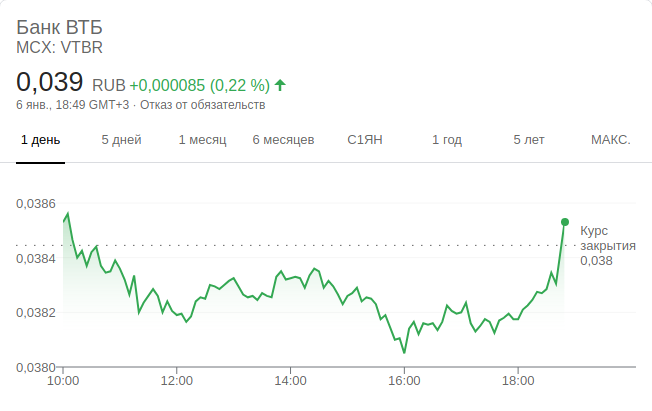 Банк ВТБ
MCX: VTBR
0,039 RUB +0,000085 (0,22 %)
6 янв., 18:49 GMT+3 · Отказ от обязательств
1 день 5 дней 1 месяц 6 месяцев С1ЯН 1 год 5 лет МАКС.
0,0386
Курс
закрытия
0,038
0,0384
0,0382
0,0380
10:00 12:00 14:00 16:00 18:00